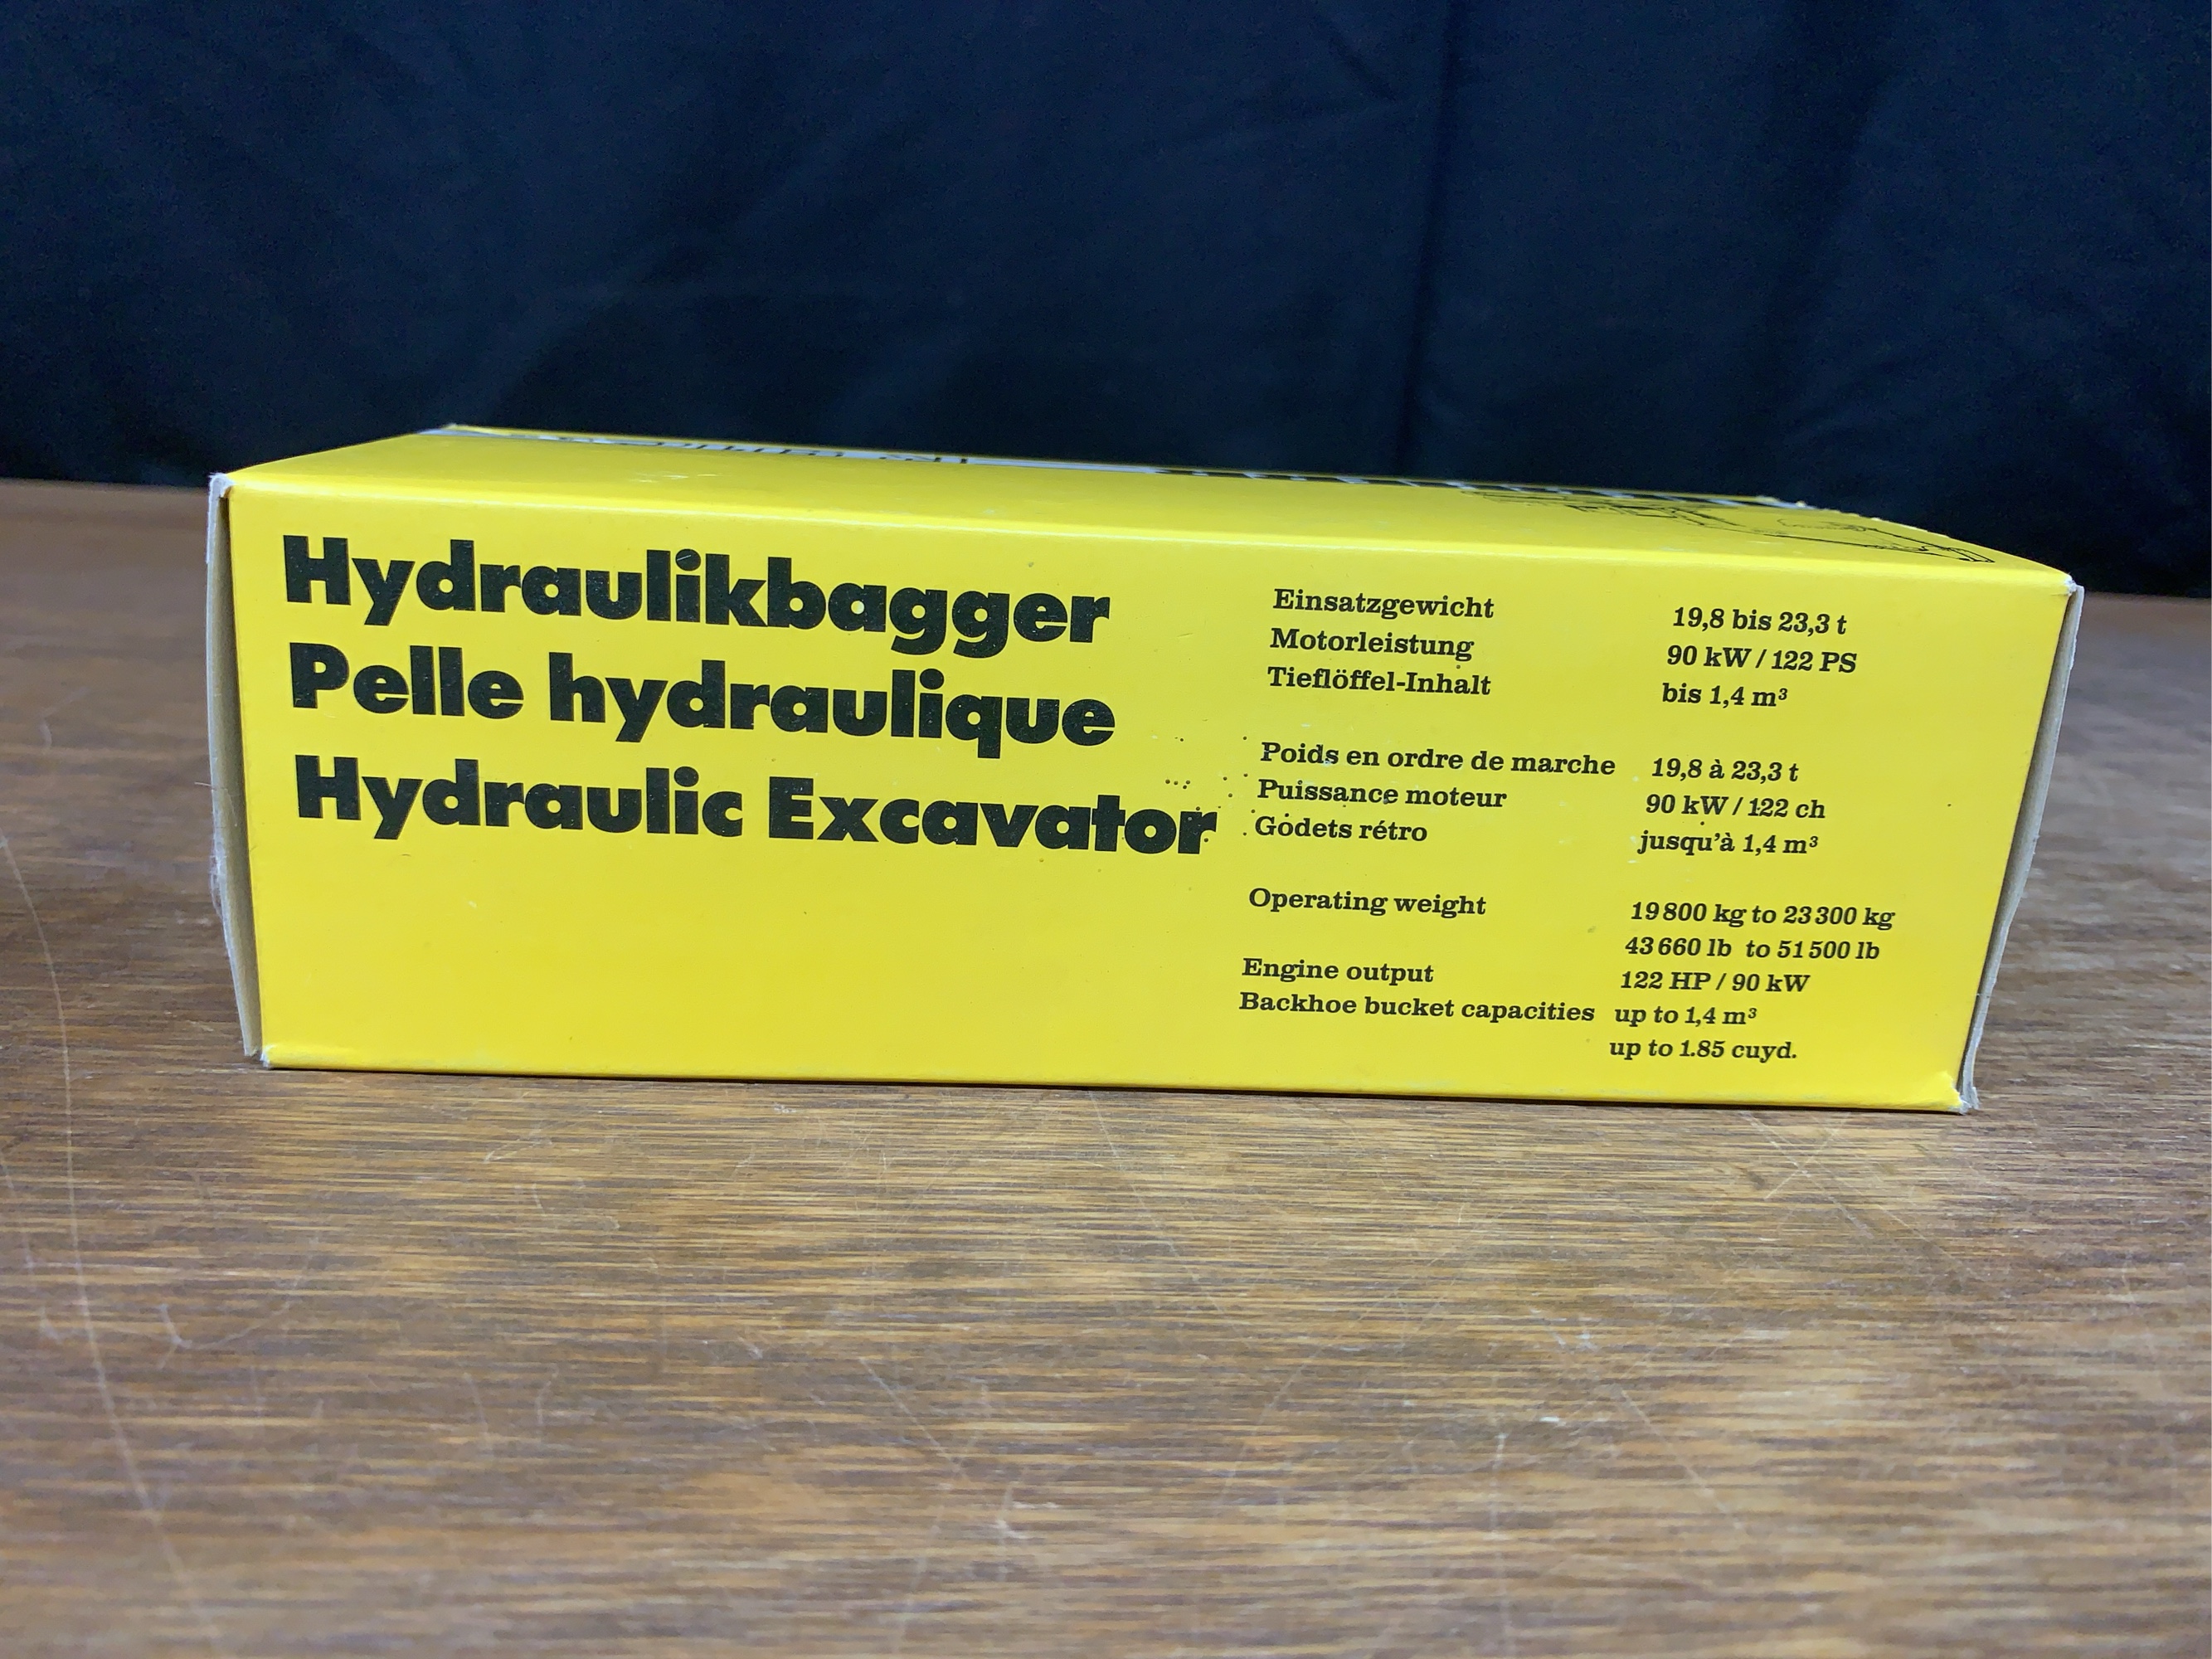 Hydraulikbagger
Pelle hydraulique
Hydraulic Excavator
Einsatzgewicht 19,8 bis 23,3 t
Motorleistung 90 kW / 122 PS
Tieflöffel-Inhalt bis 1,4 m³
Poids en ordre de marche 19,8 à 23,3 t
Puissance moteur 90 kW / 122 ch
Godets rétro jusqu'à 1,4 m³
Operating weight 19 800 kg to 23 300 kg
43 660 lb to 51 500 lb
Engine output 122 HP / 90 kW
Backhoe bucket capacities up to 1,4 m³
up to 1.85 cuyd.